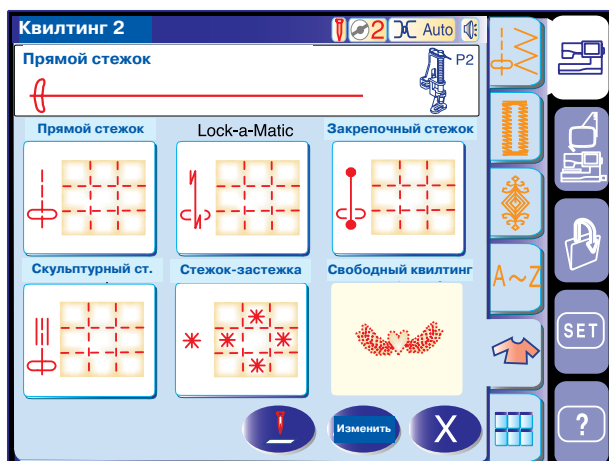 Квилтинг 2
2 Auto
Прямой стежок
P2
Прямой стежок
Lock-a-Matic
Закрепочный стежок
Скульптурный ст.
Стежок-застежка
Свободный квилтинг
A~Z
SET
Изменить
X
?